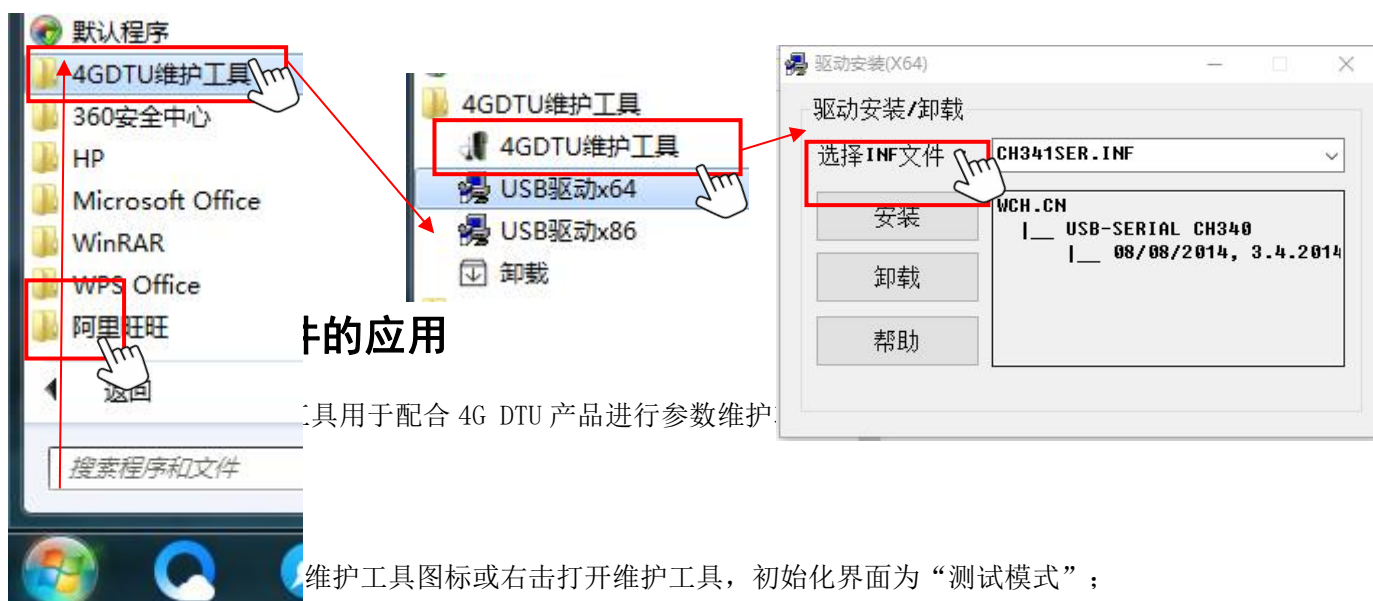 默认程序
4GDTU维护工具
360安全中心
HP
Microsoft Office
WinRAR
WPS Office
阿里旺旺
返回
搜索程序和文件
4GDTU维护工具
4GDTU维护工具
USB驱动x64
USB驱动x86
卸载
驱动安装(X64)
驱动安装/卸载
选择INF文件
CH341SER.INF
安装
卸载
帮助
WCH.CN
|__ USB-SERIAL CH340
|__ 08/08/2014, 3.4.2014
件的应用
工具用于配合 4G DTU 产品进行参数维护
维护工具图标或右击打开维护工具，初始化界面为“测试模式”；